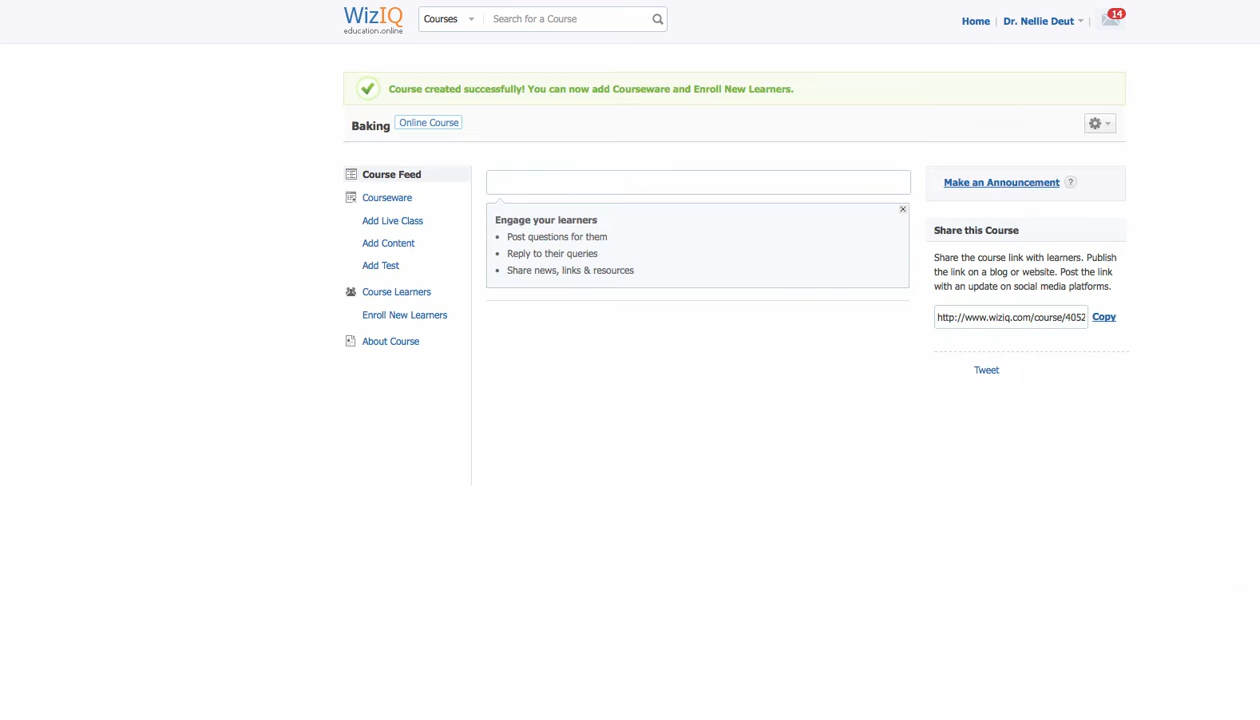 WizIQ
education.online
Courses
Search for a Course
Home
Dr. Nellie Deut
14
Course created successfully! You can now add Courseware and Enroll New Learners.
Baking
Online Course
Course Feed
Courseware
Add Live Class
Add Content
Add Test
Course Learners
Enroll New Learners
About Course
Engage your learners
• Post questions for them
• Reply to their queries
• Share news, links & resources
Make an Announcement
?
Share this Course
Share the course link with learners. Publish
the link on a blog or website. Post the link
with an update on social media platforms.
http://www.wiziq.com/course/4052
Copy
Tweet